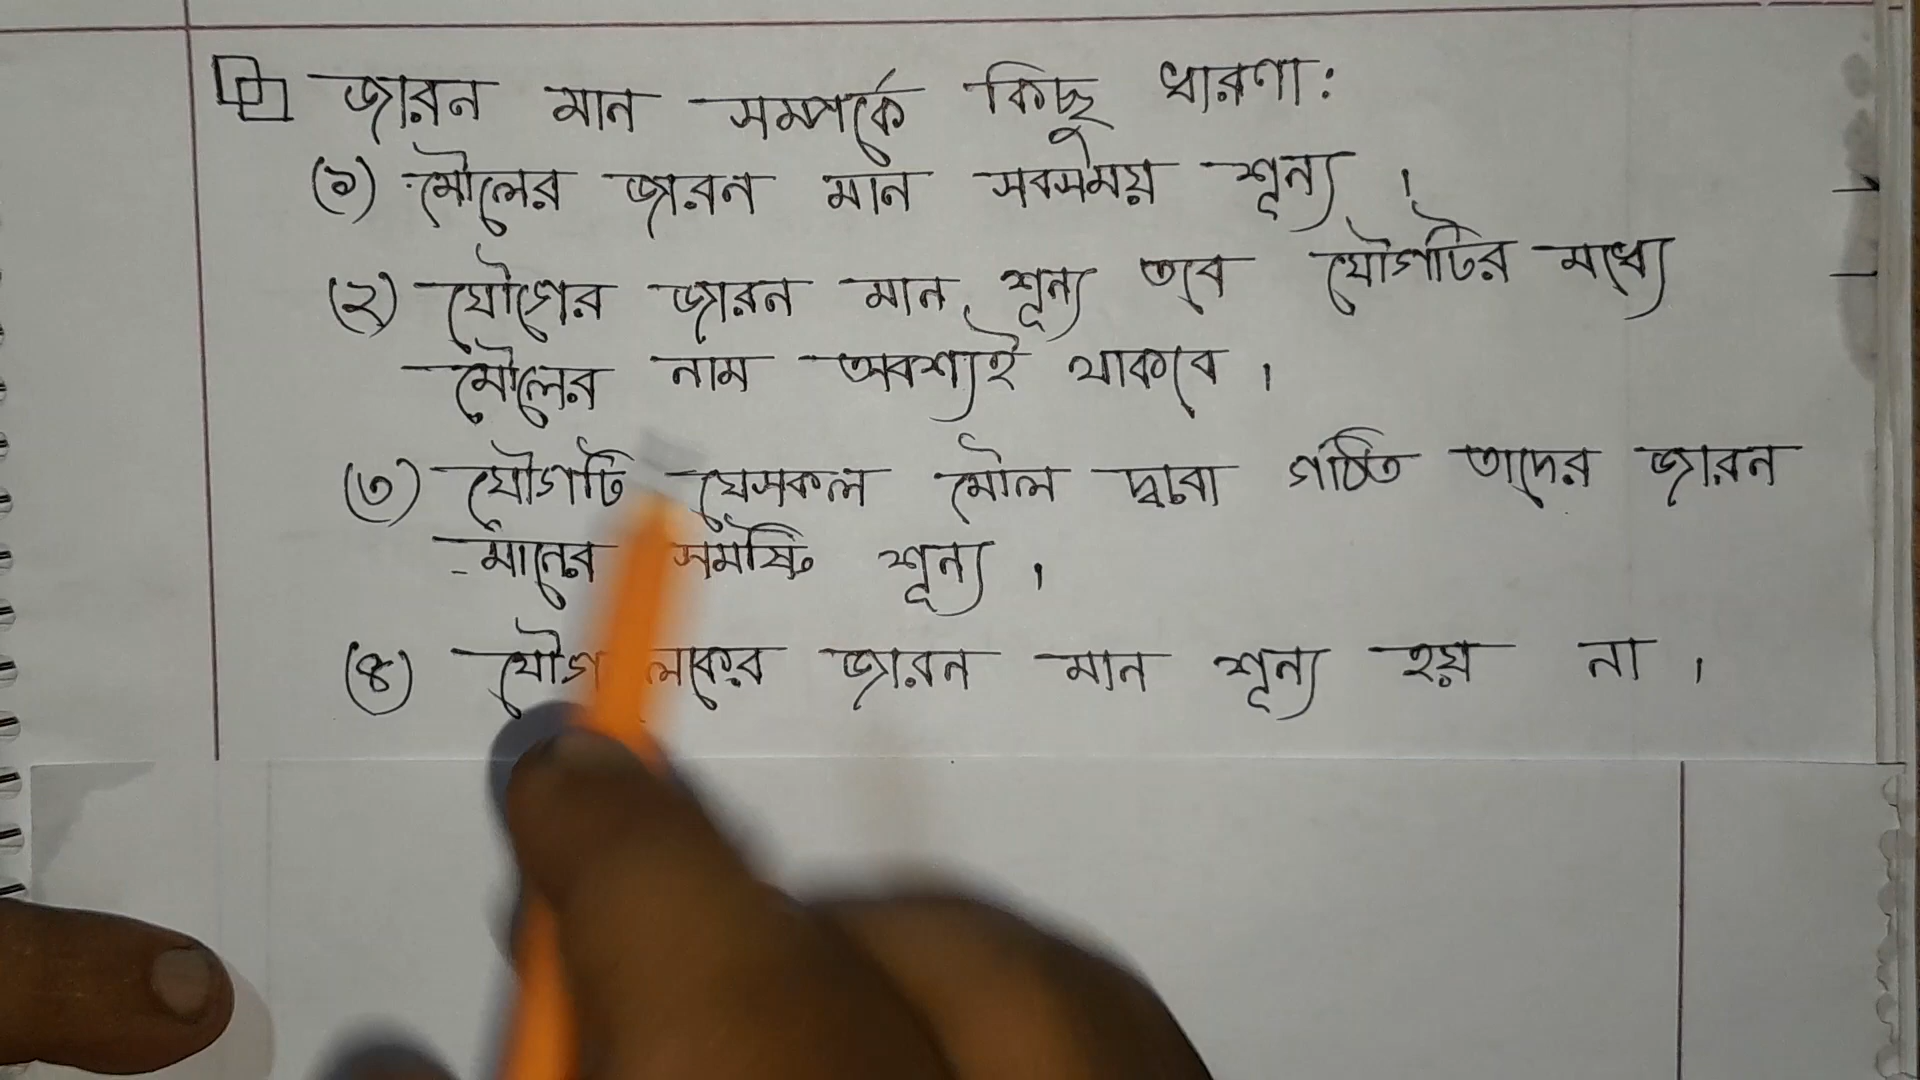 জারন মান সম্পর্কে কিছু ধারণা:
(১) মৌলের জারন মান সবসময় শূন্য ।
(২) যৌগের জারন মান শূন্য তবে যৌগটির মধ্যে
মৌলের নাম অবশ্যই থাকবে ।
(৩) যৌগটি যেসকল মৌল দ্বারা গঠিত তাদের জারন
মানের সমষ্টি শূন্য ।
(৪) যৌগ জারন মান শূন্য হয় না ।